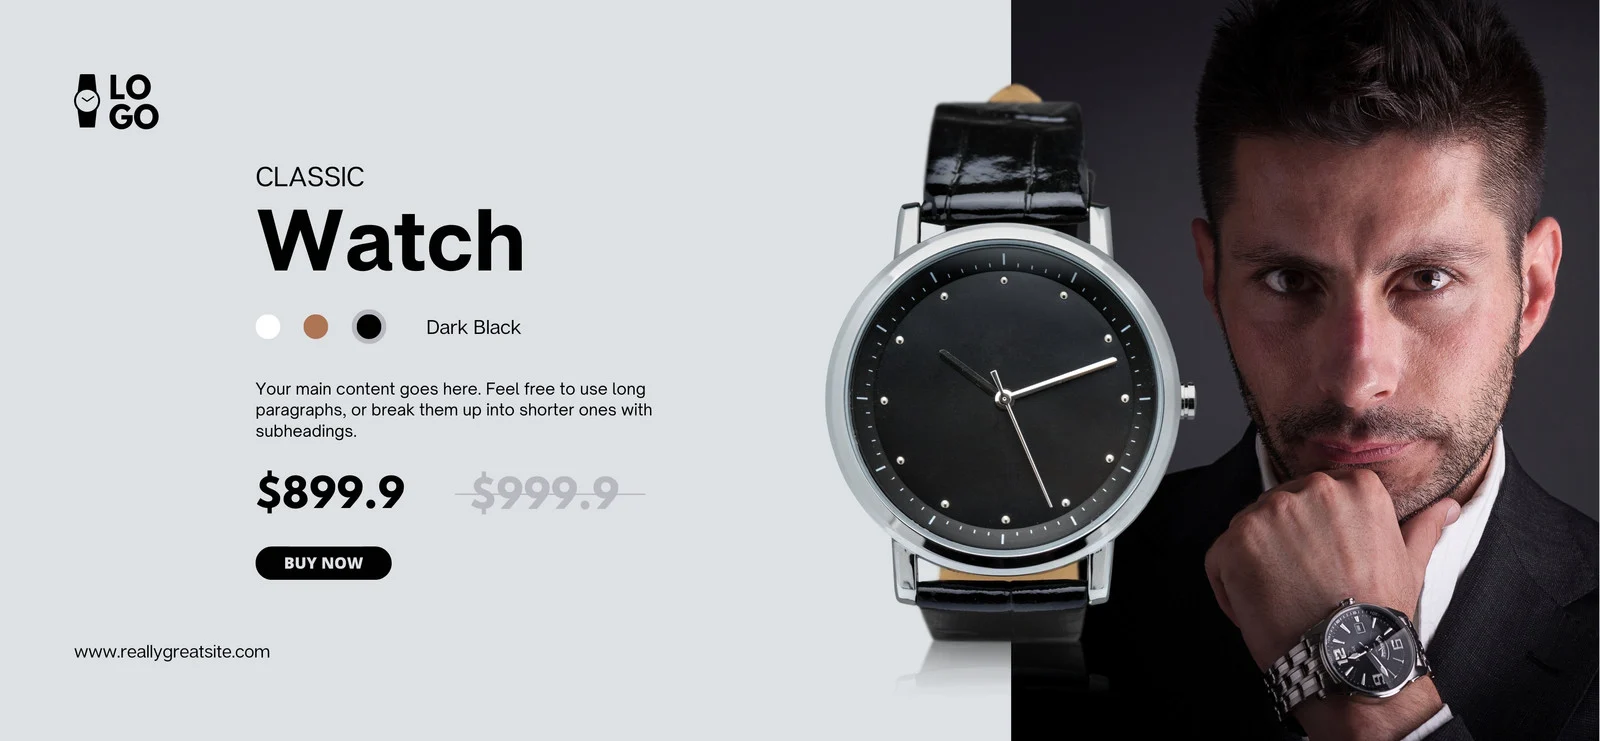 LO
GO
CLASSIC
Watch
Dark Black
Your main content goes here. Feel free to use long
paragraphs, or break them up into shorter ones with
subheadings.
$899.9 $999.9
BUY NOW
www.reallygreatsite.com